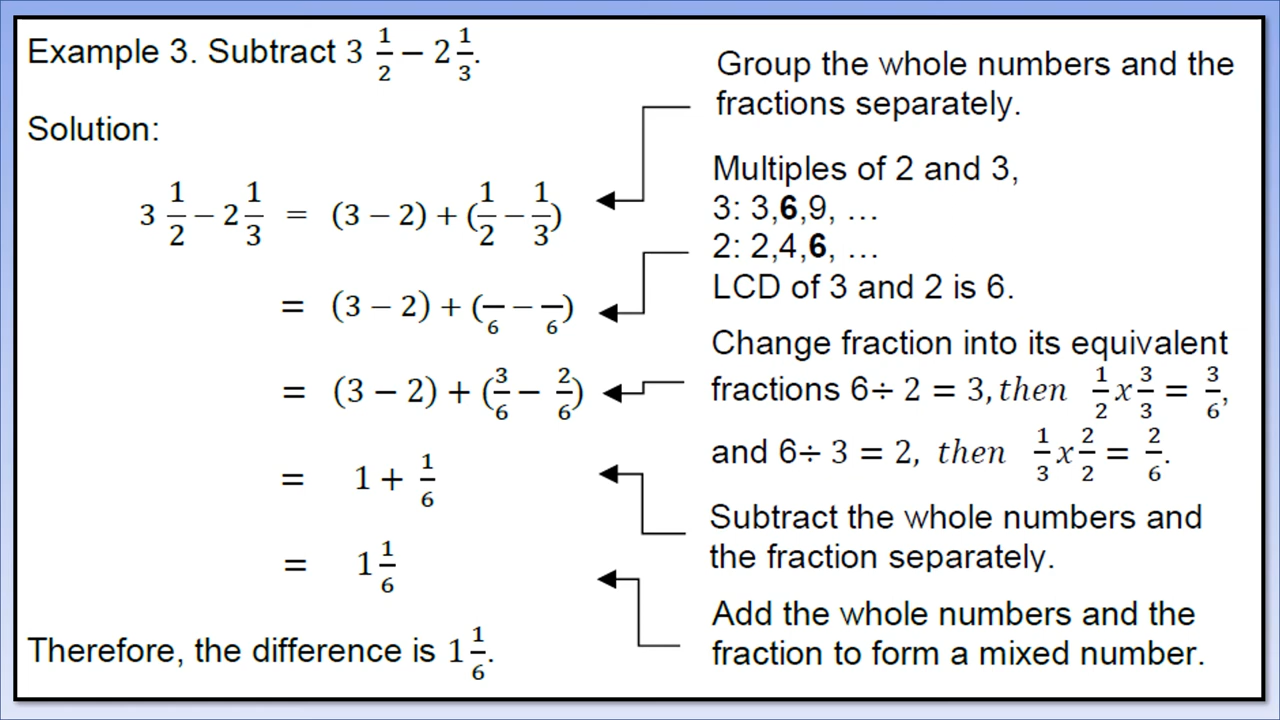 Example 3. Subtract 3 1/2 − 2 1/3.
Solution:
3 1/2 − 2 1/3 = (3 − 2) + (1/2 − 1/3)
= (3 − 2) + (/6 − /6)
= (3 − 2) + (3/6 − 2/6)
= 1 + 1/6
= 1 1/6
Therefore, the difference is 1 1/6.
Group the whole numbers and the
fractions separately.
Multiples of 2 and 3,
3: 3,6,9, …
2: 2,4,6, …
LCD of 3 and 2 is 6.
Change fraction into its equivalent
fractions 6÷ 2 = 3, then 1/2 x 3/3 = 3/6,
and 6÷ 3 = 2, then 1/3 x 2/2 = 2/6.
Subtract the whole numbers and
the fraction separately.
Add the whole numbers and the
fraction to form a mixed number.